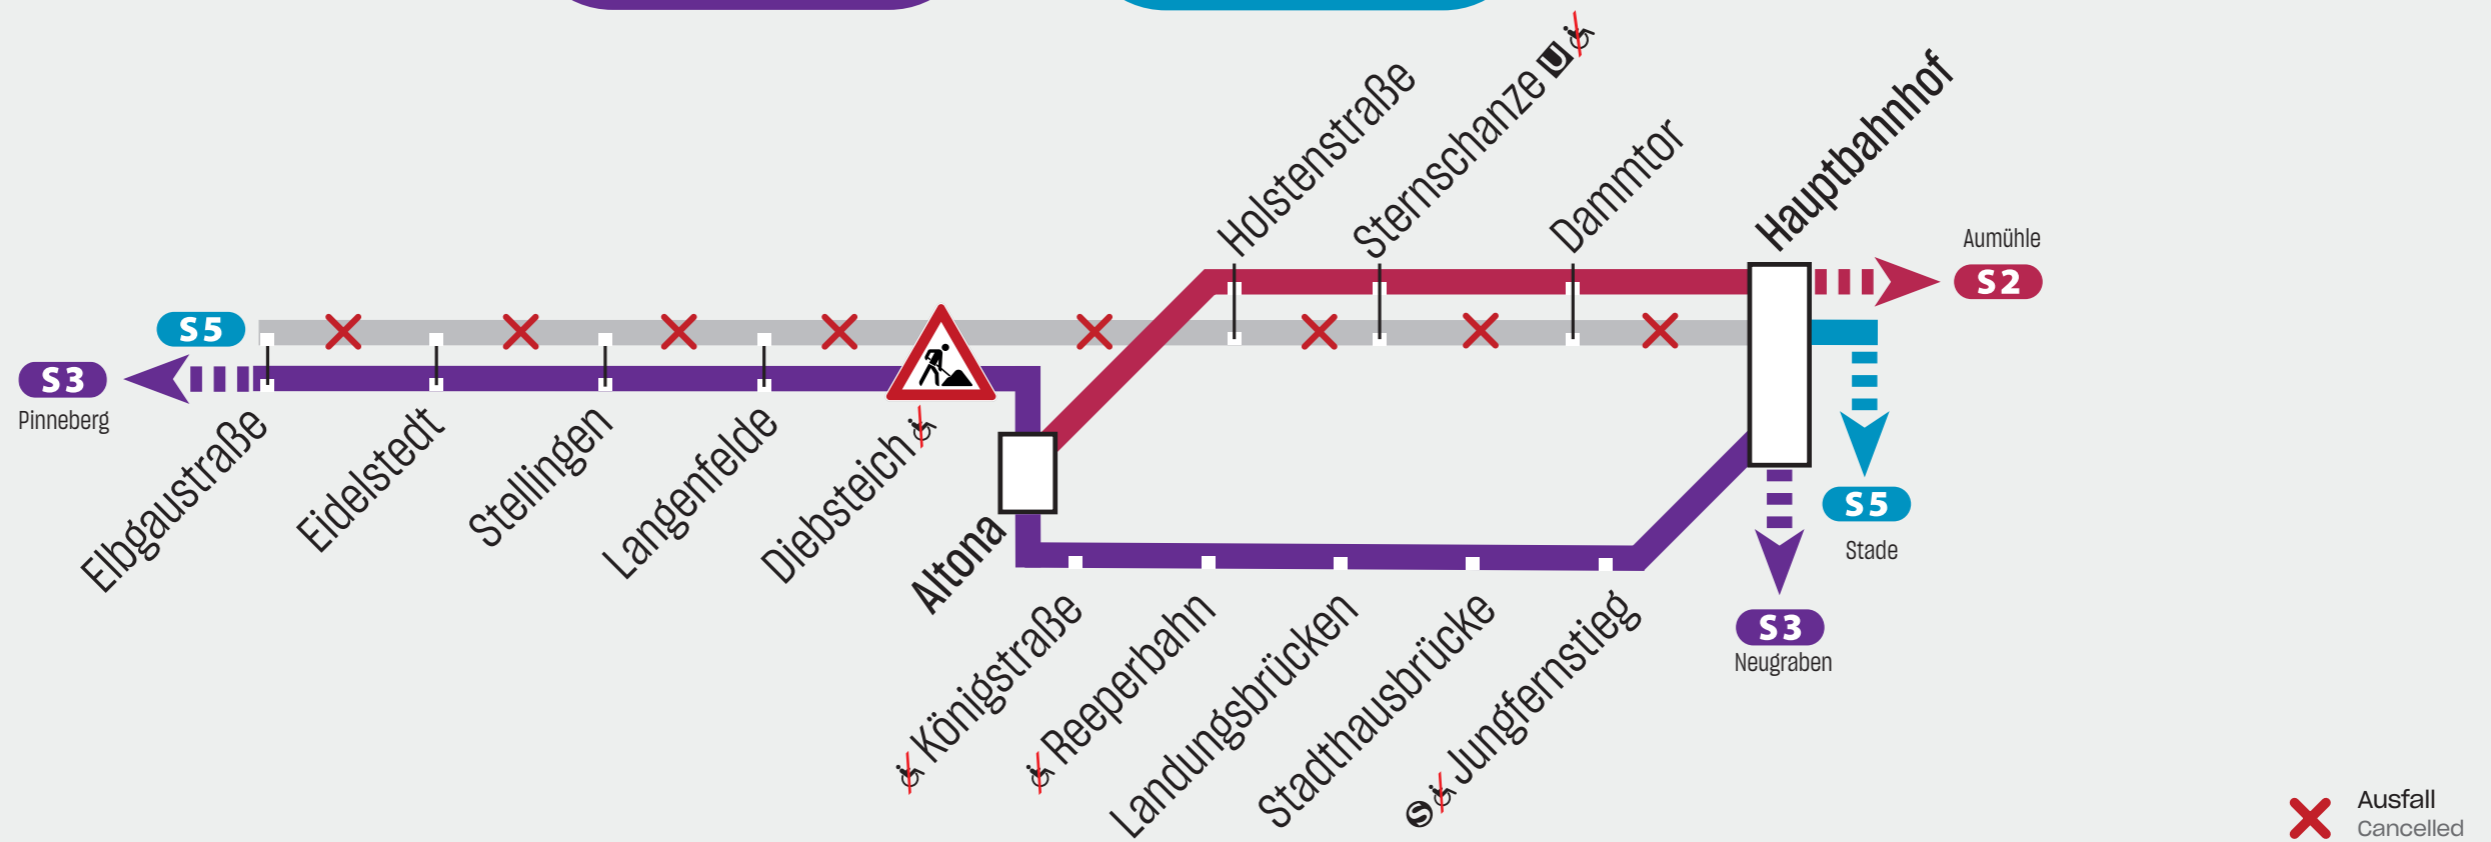 Holstenstraße
Sternschanze U
Dammtor
Hauptbahnhof
Aumühle
S2
S5
S3
Pinneberg
Elbgaustraße
Eidelstedt
Stellingen
Langenfelde
Diebsteich
Altona
S5
Stade
S3
Neugraben
Königstraße
Reeperbahn
Landungsbrücken
Stadthausbrücke
S Jungfernstieg
Ausfall
Cancelled